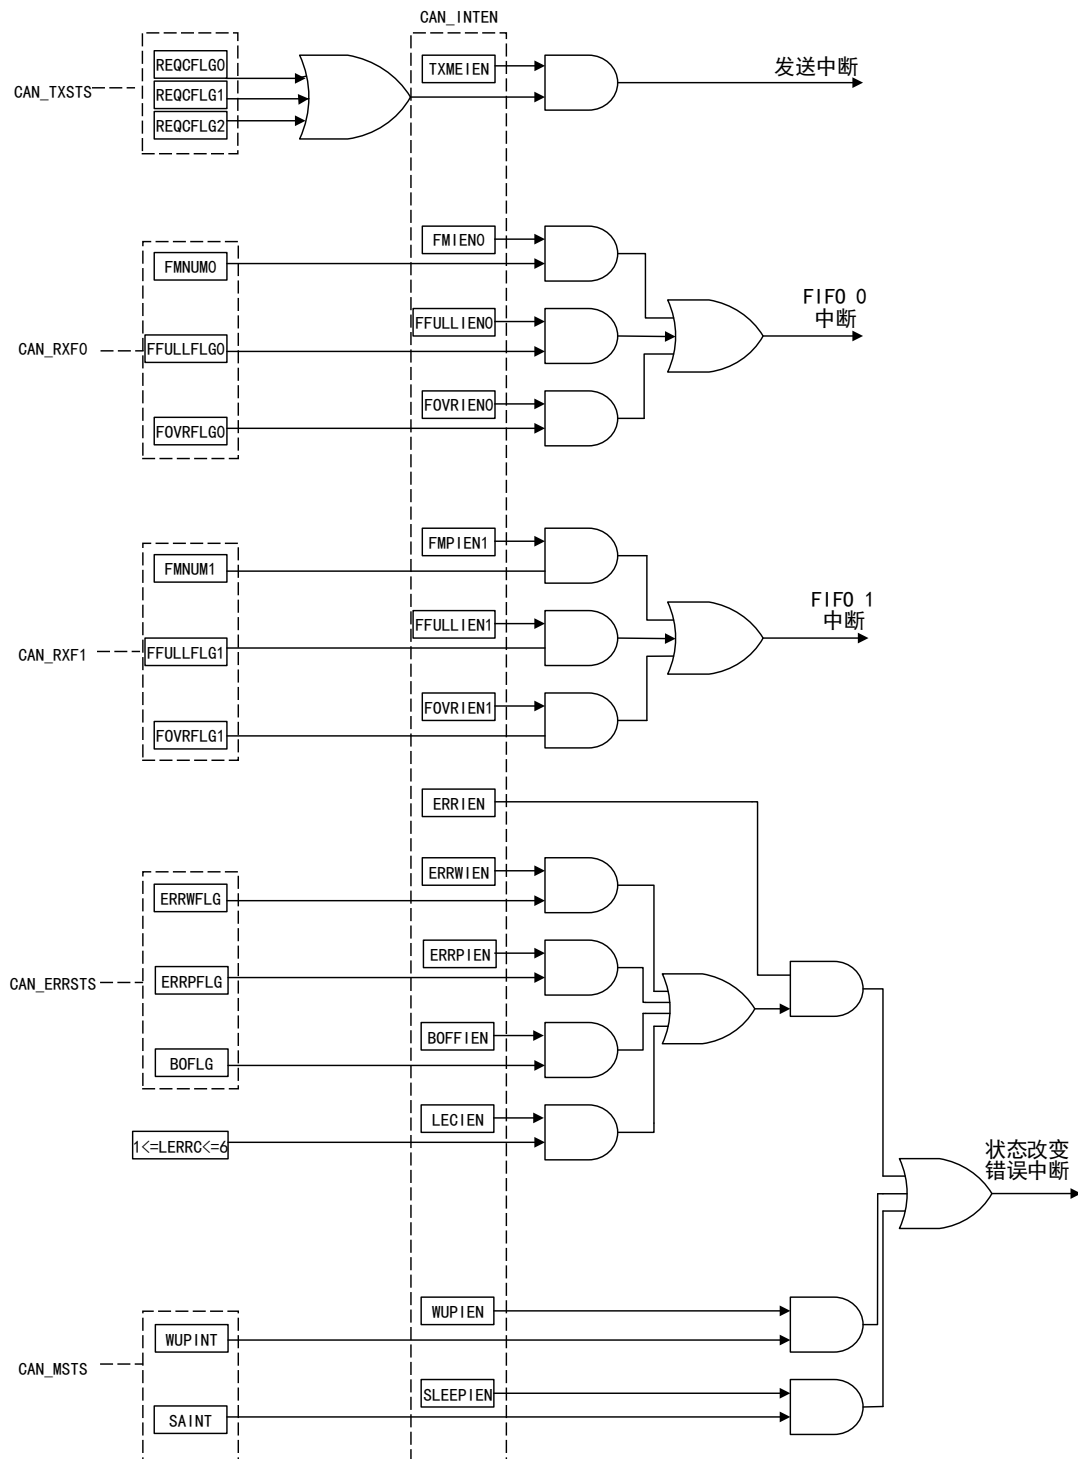 CAN_INTEN
REQCFLG0
TXMEIEN
发送中断
CAN_TXSTS
REQCFLG1
REQCFLG2
FMIEN0
FMNUM0
FIFO 0
中断
FFULLIEN0
CAN_RXF0
FFULLFLG0
FOVRIEN0
FOVRFLG0
FMPIEN1
FMNUM1
FIFO 1
中断
FFULLIEN1
CAN_RXF1
FFULLFLG1
FOVRIEN1
FOVRFLG1
ERRIEN
ERRWIEN
ERRWFLG
ERRPIEN
CAN_ERRSTS
ERRPFLG
BOFFIEN
BOFLG
LECIEN
1<=LERRC<=6
状态改变
错误中断
WUPIEN
WUPINT
CAN_MSTS
SLEEPIEN
SAINT